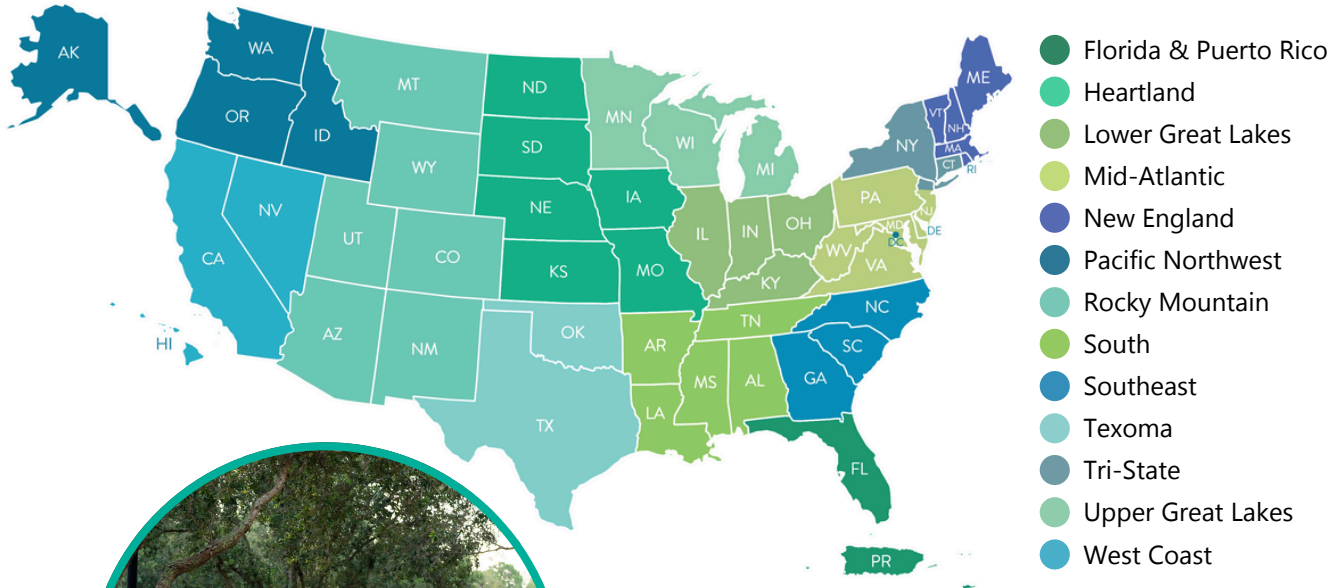 AK
WA
OR
ID
MT
WY
NV
CA
UT
CO
AZ
NM
HI
ND
SD
NE
KS
IA
MO
OK
TX
MN
WI
MI
IL
IN
OH
KY
TN
AR
LA
MS
AL
GA
SC
NC
FL
PR
VA
WV
MD
DC
DE
PA
NJ
NY
CT
RI
MA
VT
NH
ME
Florida & Puerto Rico
Heartland
Lower Great Lakes
Mid-Atlantic
New England
Pacific Northwest
Rocky Mountain
South
Southeast
Texoma
Tri-State
Upper Great Lakes
West Coast